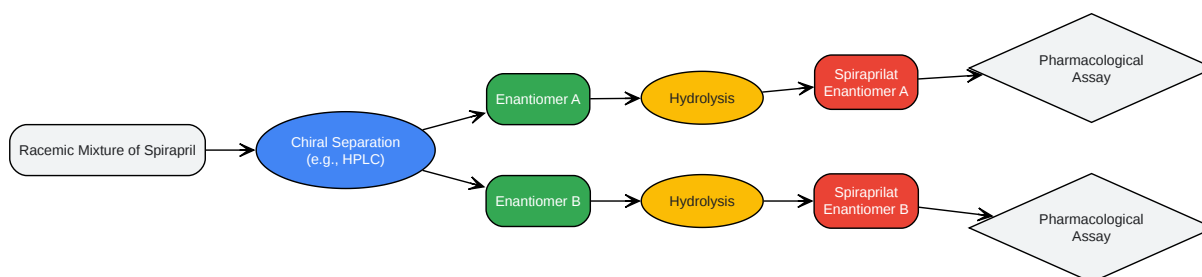 Racemic Mixture of Spirapril
Chiral Separation
(e.g., HPLC)
Enantiomer A
Hydrolysis
Spiraprilat
Enantiomer A
Pharmacological
Assay
Enantiomer B
Hydrolysis
Spiraprilat
Enantiomer B
Pharmacological
Assay